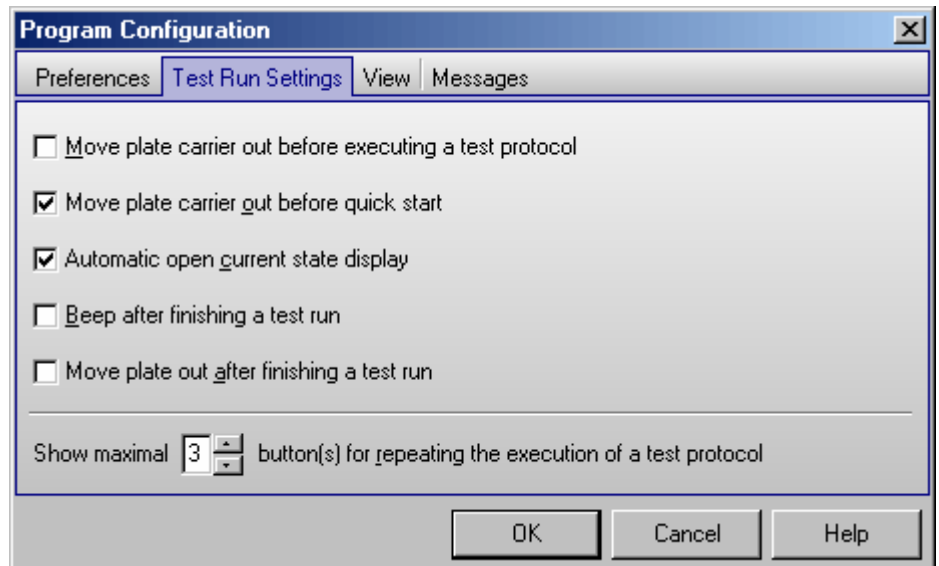 Program Configuration
Preferences Test Run Settings View Messages
Move plate carrier out before executing a test protocol
Move plate carrier out before quick start
Automatic open current state display
Beep after finishing a test run
Move plate out after finishing a test run
Show maximal 3 button(s) for repeating the execution of a test protocol
OK Cancel Help